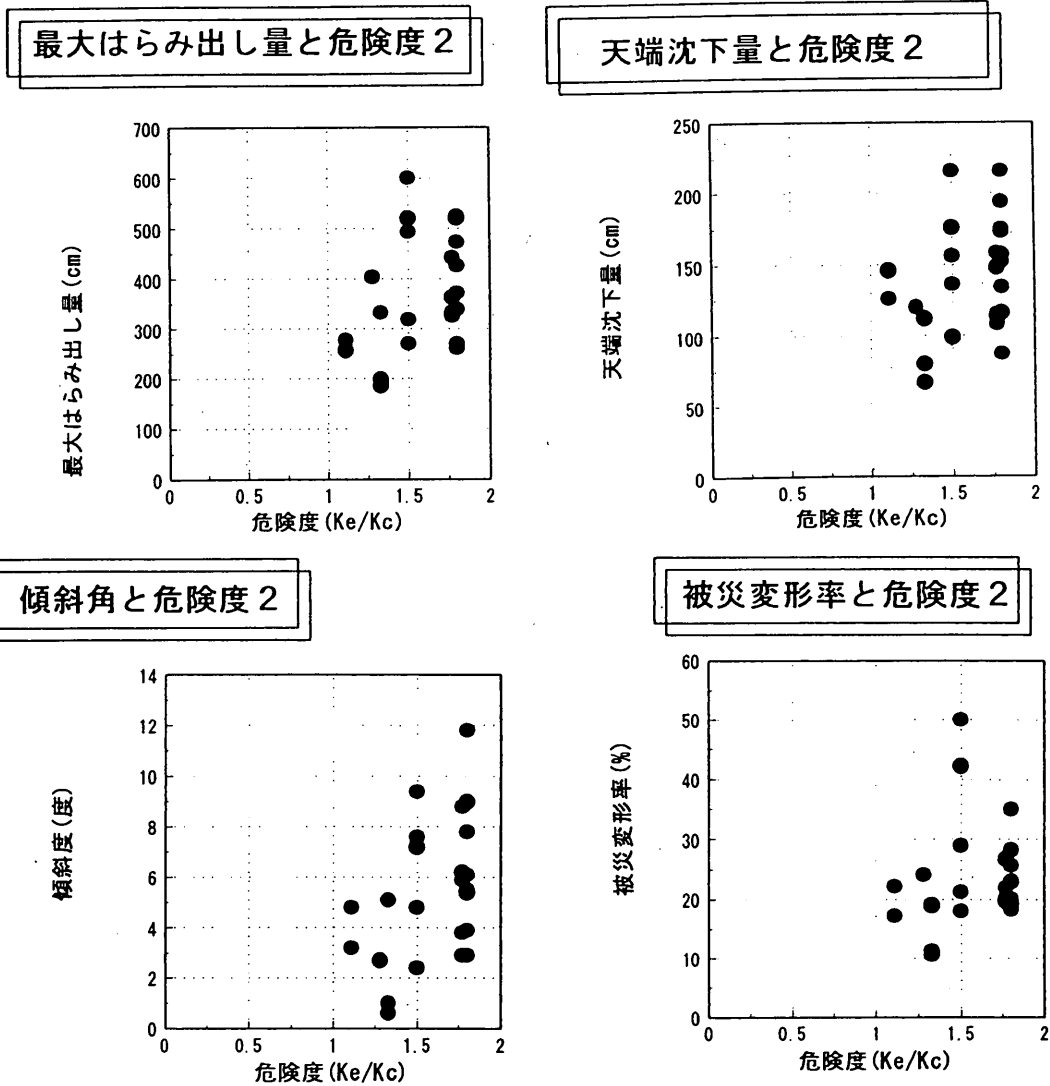 最大はらみ出し量と危険度2
700
600
500
400
300
200
100
0
最大はらみ出し量(cm)
0 0.5 1 1.5 2
危険度(Ke/Kc)
天端沈下量と危険度2
250
200
150
100
50
0
天端沈下量(cm)
0 0.5 1 1.5 2
危険度(Ke/Kc)
傾斜角と危険度2
14
12
10
8
6
4
2
0
傾斜度(度)
0 0.5 1 1.5 2
危険度(Ke/Kc)
被災変形率と危険度2
60
50
40
30
20
10
0
被災変形率(%)
0 0.5 1 1.5 2
危険度(Ke/Kc)